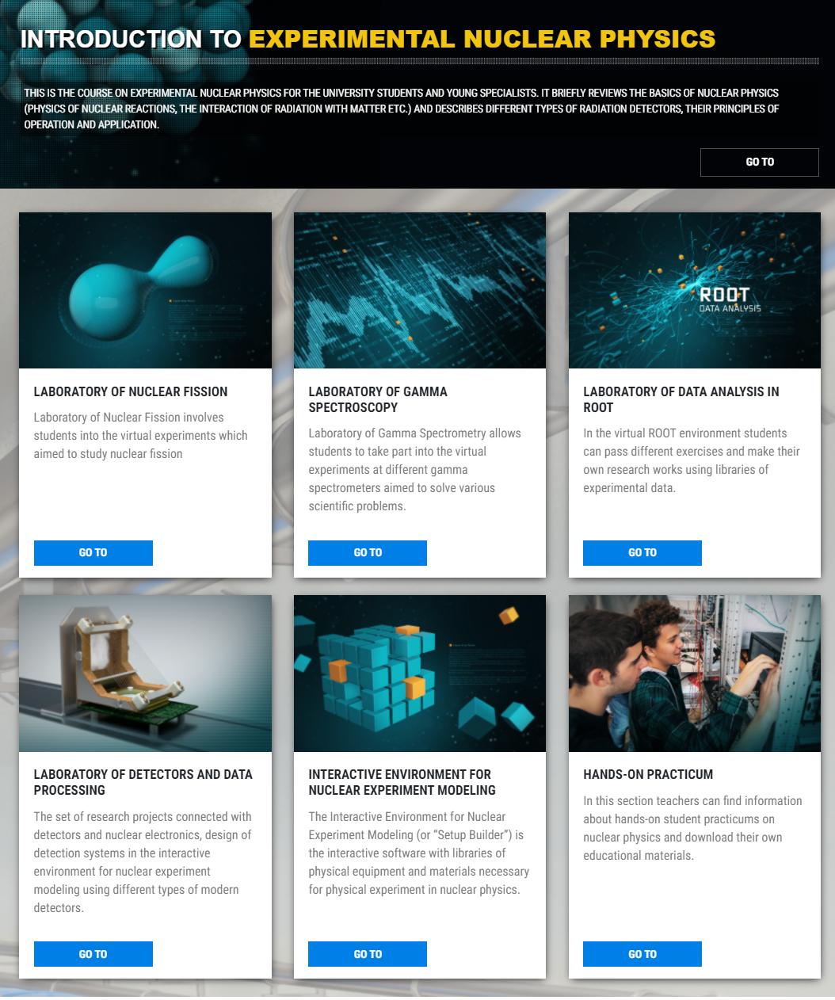 INTRODUCTION TO EXPERIMENTAL NUCLEAR PHYSICS
THIS IS THE COURSE ON EXPERIMENTAL NUCLEAR PHYSICS FOR THE UNIVERSITY STUDENTS AND YOUNG SPECIALISTS. IT BRIEFLY REVIEWS THE BASICS OF NUCLEAR PHYSICS
(PHYSICS OF NUCLEAR REACTIONS, THE INTERACTION OF RADIATION WITH MATTER ETC.) AND DESCRIBES DIFFERENT TYPES OF RADIATION DETECTORS, THEIR PRINCIPLES OF
OPERATION AND APPLICATION.
GO TO
LABORATORY OF NUCLEAR FISSION
Laboratory of Nuclear Fission involves
students into the virtual experiments which
aimed to study nuclear fission
GO TO
LABORATORY OF GAMMA
SPECTROSCOPY
Laboratory of Gamma Spectrometry allows
students to take part into the virtual
experiments at different gamma
spectrometers aimed to solve various
scientific problems.
GO TO
ROOT
DATA ANALYSIS
LABORATORY OF DATA ANALYSIS IN
ROOT
In the virtual ROOT environment students
can pass different exercises and make their
own research works using libraries of
experimental data.
GO TO
LABORATORY OF DETECTORS AND DATA
PROCESSING
The set of research projects connected with
detectors and nuclear electronics, design of
detection systems in the interactive
environment for nuclear experiment
modeling using different types of modern
detectors.
GO TO
INTERACTIVE ENVIRONMENT FOR
NUCLEAR EXPERIMENT MODELING
The Interactive Environment for Nuclear
Experiment Modeling (or “Setup Builder”) is
the interactive software with libraries of
physical equipment and materials necessary
for physical experiment in nuclear physics.
GO TO
HANDS-ON PRACTICUM
In this section teachers can find information
about hands-on student practicums on
nuclear physics and download their own
educational materials.
GO TO